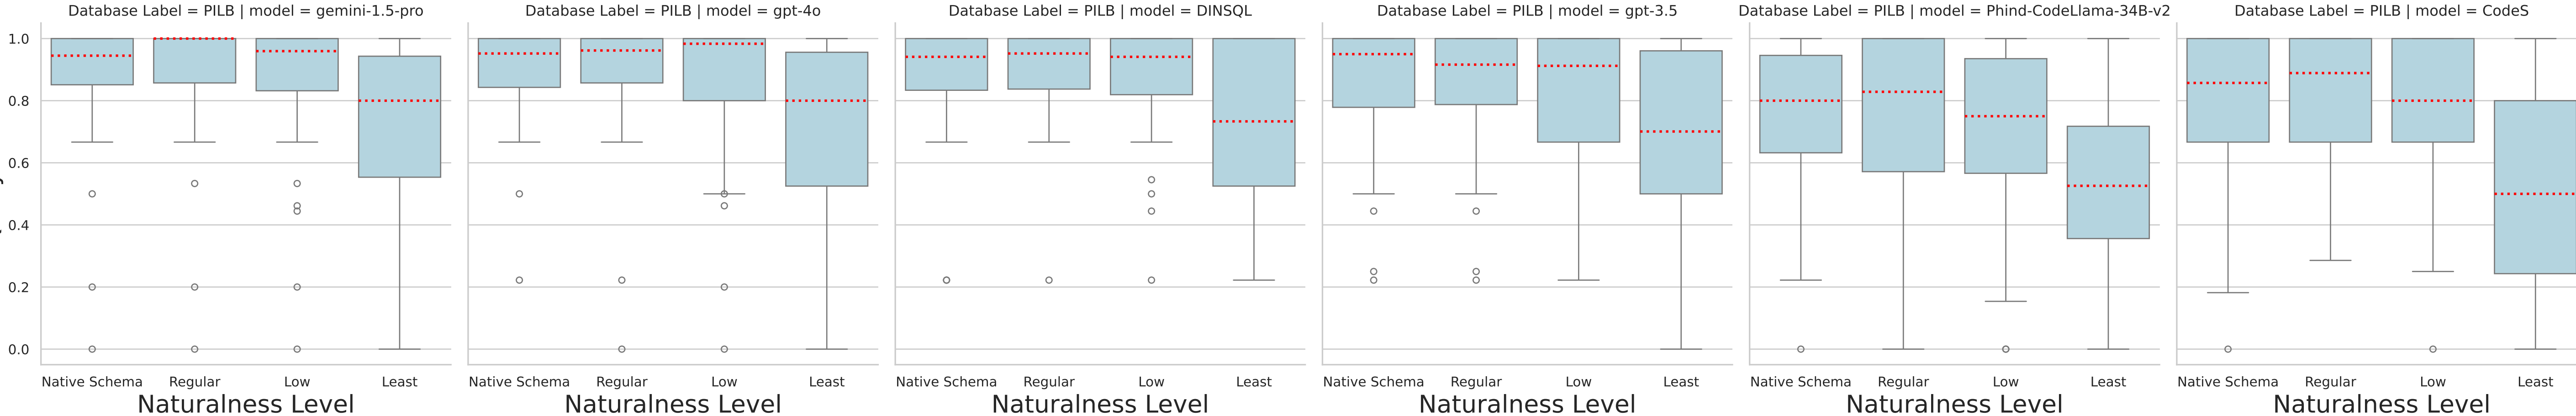 Database Label = PILB | model = gemini-1.5-pro
Database Label = PILB | model = gpt-4o
Database Label = PILB | model = DINSQL
Database Label = PILB | model = gpt-3.5
Database Label = PILB | model = Phind-CodeLlama-34B-v2
Database Label = PILB | model = CodeS
1.0
0.8
0.6
0.4
0.2
0.0
Native Schema Regular Low Least
Native Schema Regular Low Least
Native Schema Regular Low Least
Native Schema Regular Low Least
Native Schema Regular Low Least
Native Schema Regular Low Least
Naturalness Level
Naturalness Level
Naturalness Level
Naturalness Level
Naturalness Level
Naturalness Level